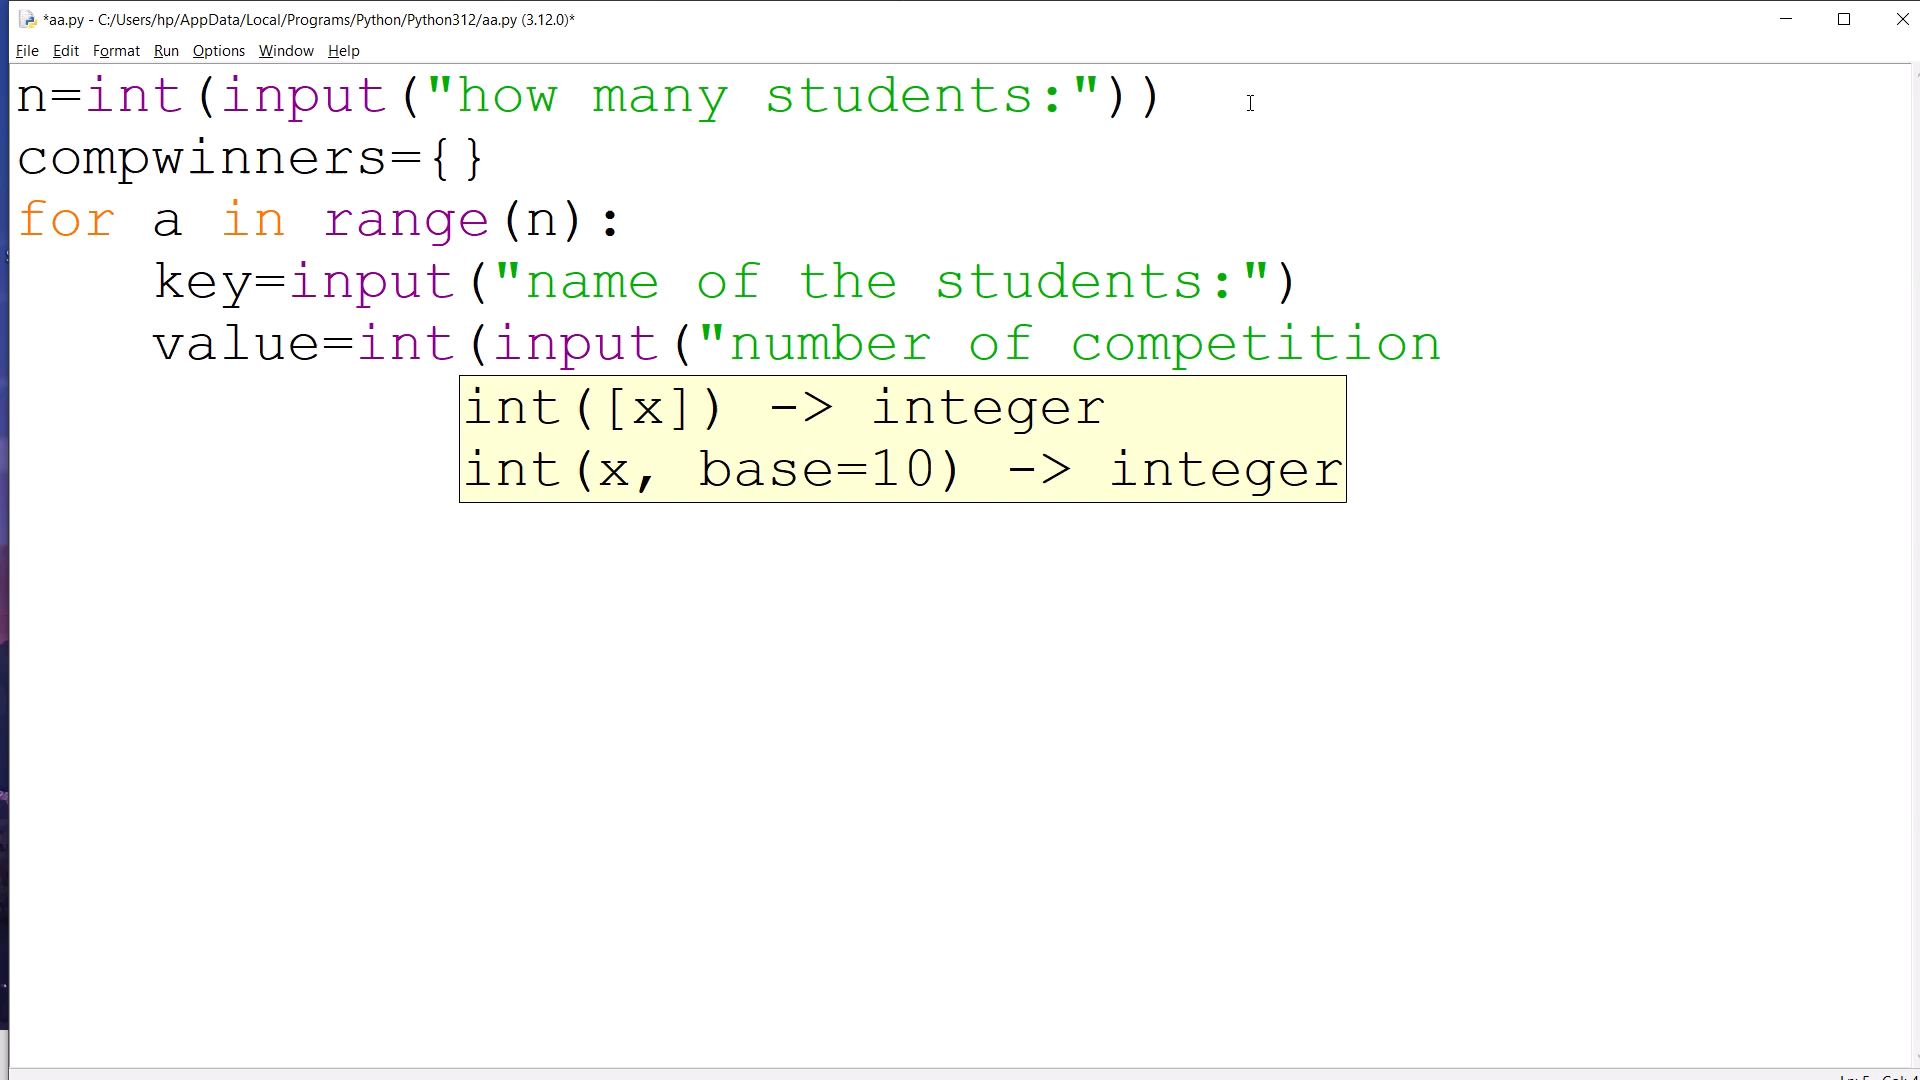 *aa.py - C:/Users/hp/AppData/Local/Programs/Python/Python312/aa.py (3.12.0)*
File Edit Format Run Options Window Help
n=int(input("how many students:"))
compwinners={}
for a in range(n):
    key=input("name of the students:")
    value=int(input("number of competition
int([x]) -> integer
int(x, base=10) -> integer